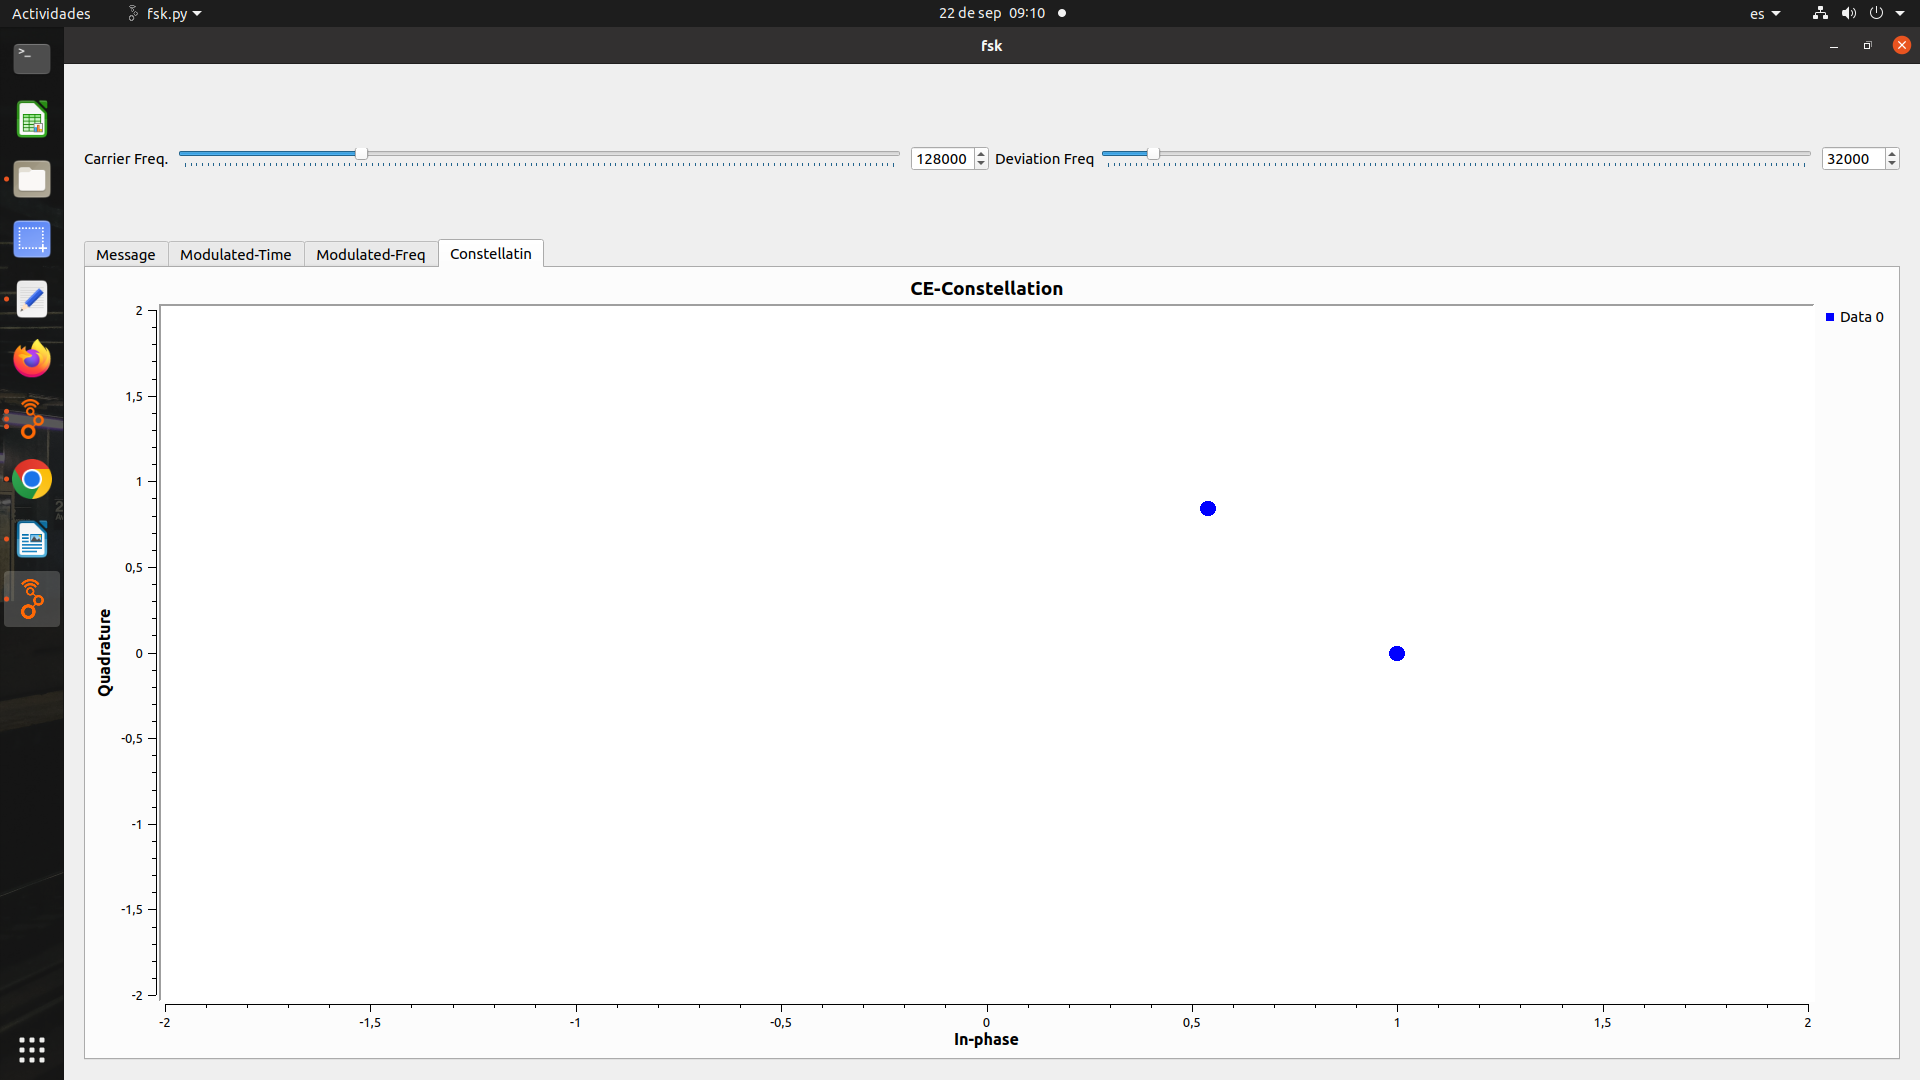 Actividades fsk.py 22 de sep 09:10 es
fsk
Carrier Freq. 128000 Deviation Freq 32000
Message Modulated-Time Modulated-Freq Constellatin
CE-Constellation
Data 0
2
1,5
1
0,5
0
-0,5
-1
-1,5
-2
Quadrature
-2 -1,5 -1 -0,5 0 0,5 1 1,5 2
In-phase